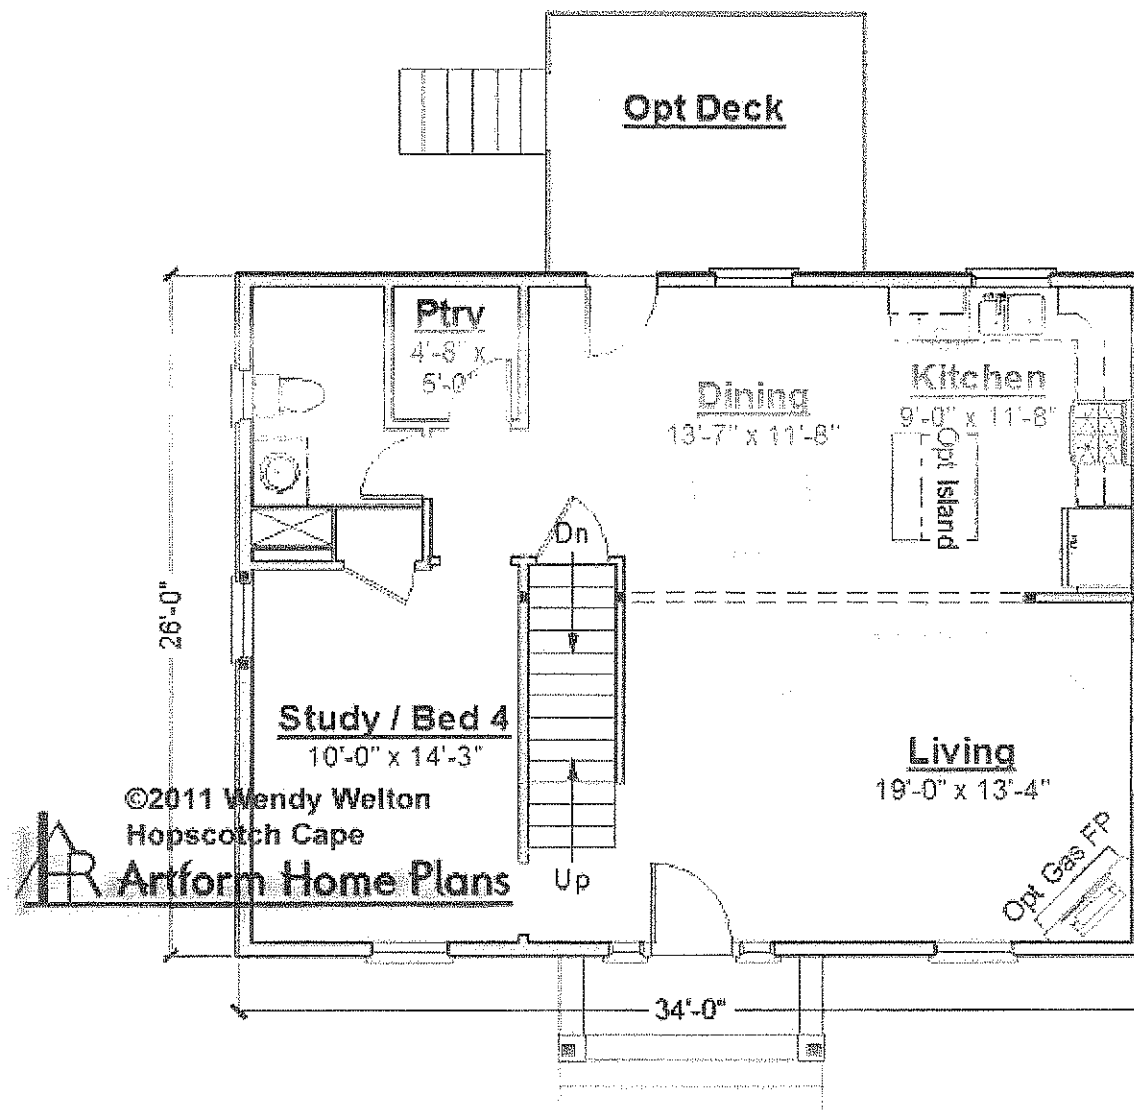 Opt Deck
Ptrv
4'-8" x
6'-0"
Dining
13'-7" x 11'-8"
Kitchen
9'-0" x 11'-8"
Opt Island
Dn
26'-0"
Study / Bed 4
10'-0" x 14'-3"
Living
19'-0" x 13'-4"
©2011 Wendy Welton
Hopscotch Cape
Artform Home Plans
Up
Opt Gas FP
34'-0"